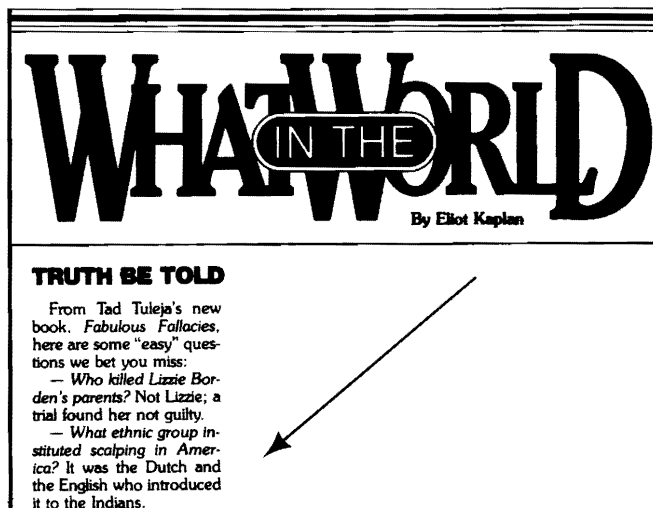 WHAT IN THE WORLD
By Eliot Kaplan
TRUTH BE TOLD
From Tad Tuleja's new
book, Fabulous Fallacies,
here are some "easy" ques-
tions we bet you miss:
— Who killed Lizzie Bor-
den's parents? Not Lizzie; a
trial found her not guilty.
— What ethnic group in-
stituted scalping in Amer-
ica? It was the Dutch and
the English who introduced
it to the Indians.